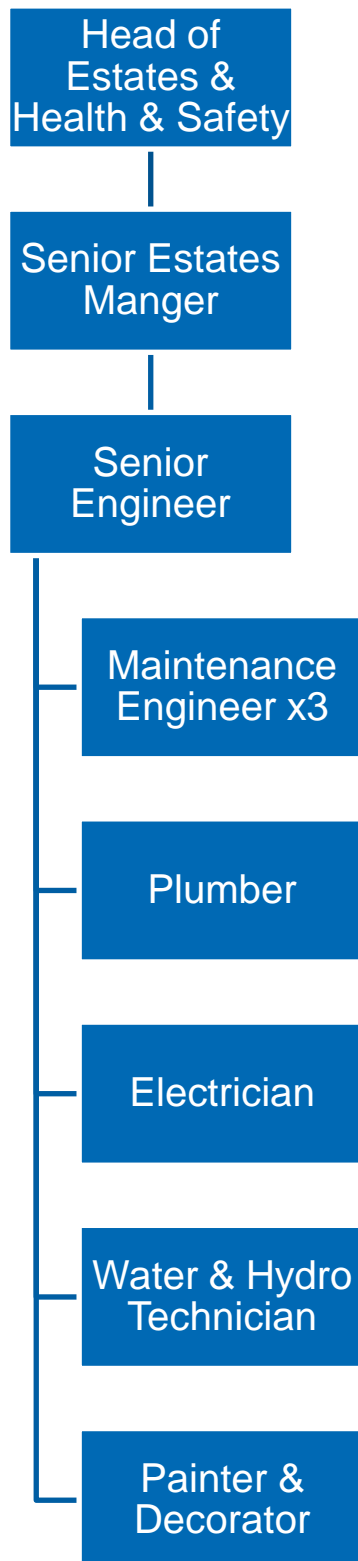 Head of
Estates &
Health & Safety
Senior Estates
Manger
Senior
Engineer
Maintenance
Engineer x3
Plumber
Electrician
Water & Hydro
Technician
Painter &
Decorator